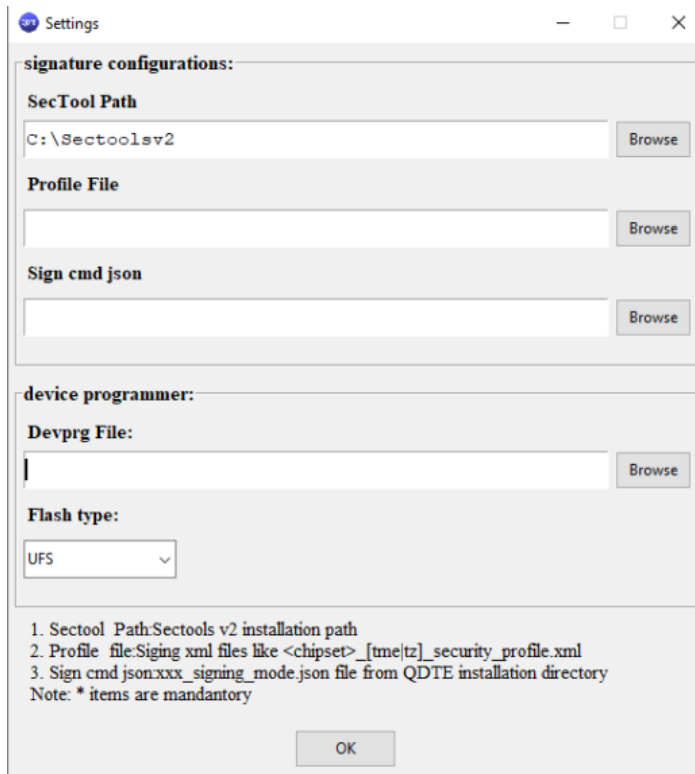 Settings
signature configurations:
SecTool Path
C:\Sectoolsv2
Browse
Profile File
Browse
Sign cmd json
Browse
device programmer:
Devprg File:
Browse
Flash type:
UFS
1. Sectool  Path:Sectools v2 installation path
2. Profile  file:Siging xml files like <chipset>_[tme|tz]_security_profile.xml
3. Sign cmd json:xxx_signing_mode.json file from QDTE installation directory
Note: * items are mandantory
OK